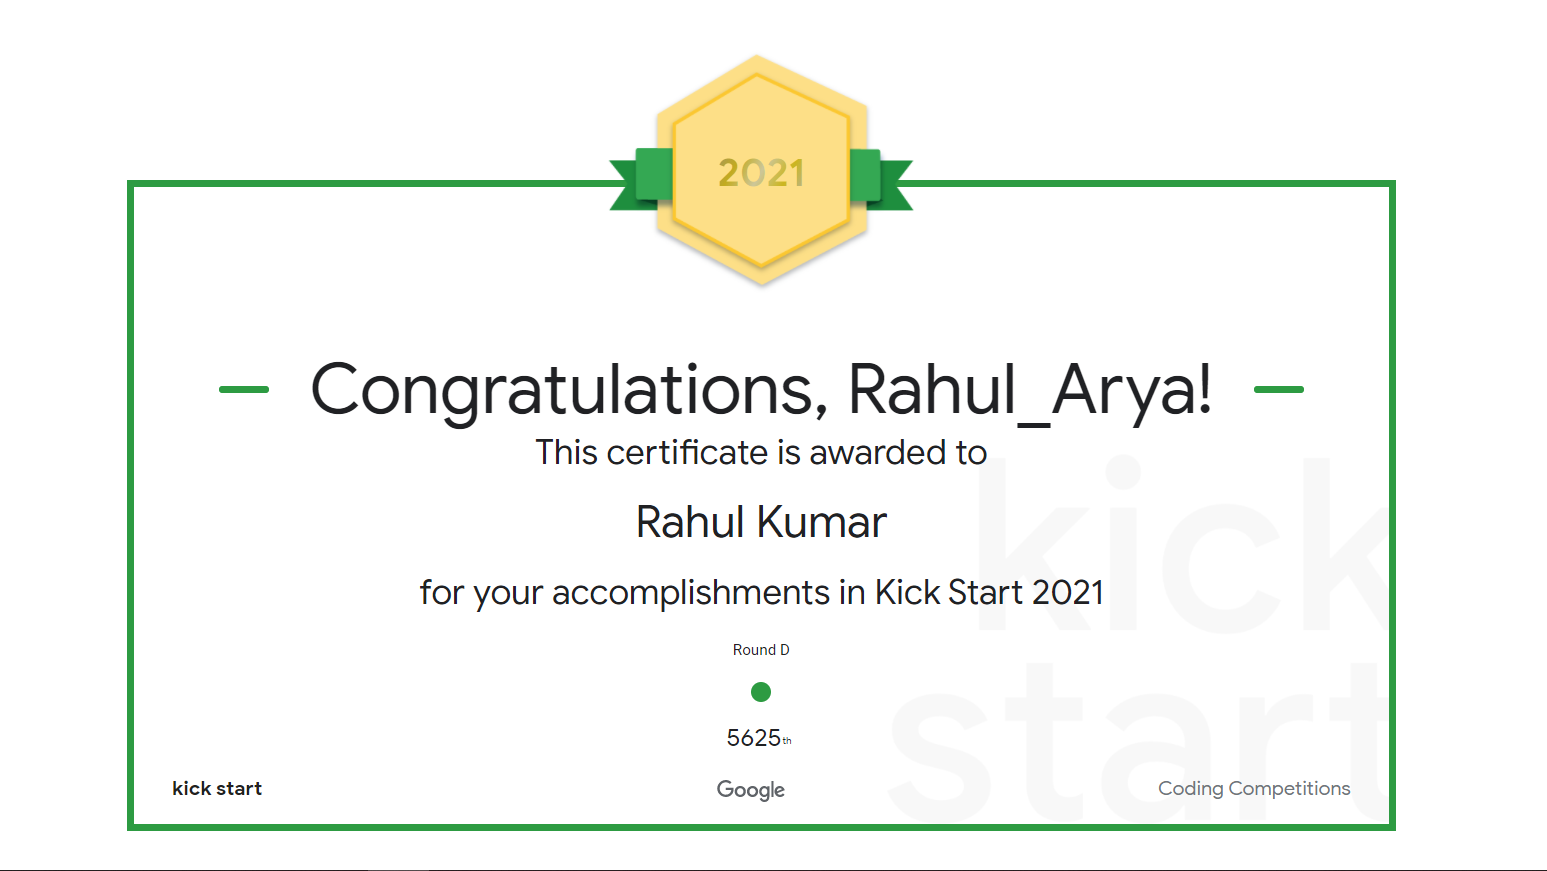 2021
Congratulations, Rahul_Arya!
This certificate is awarded to
Rahul Kumar
for your accomplishments in Kick Start 2021
Round D
5625th
kick start
Google
Coding Competitions
kick
start